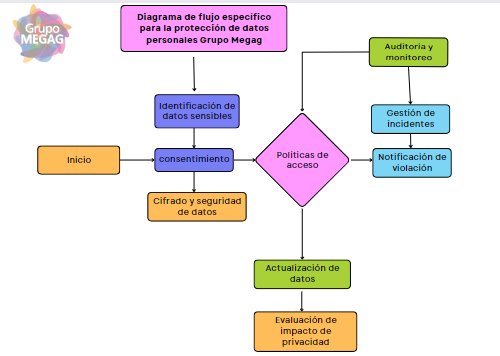 Grupo
MEGAG
Diagrama de flujo específico
para la protección de datos
personales Grupo Megag
Auditoria y
monitoreo
Identificación de
datos sensibles
Gestión de
incidentes
Inicio
consentimiento
Políticas de
acceso
Notificación de
violación
Cifrado y seguridad
de datos
Actualización de
datos
Evaluación de
impacto de
privacidad